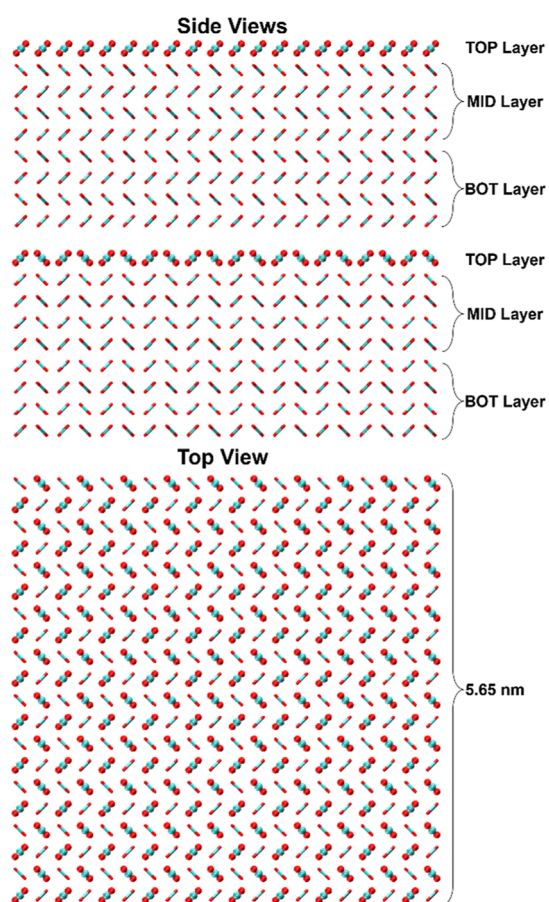 Side Views
TOP Layer
MID Layer
BOT Layer
TOP Layer
MID Layer
BOT Layer
Top View
5.65 nm